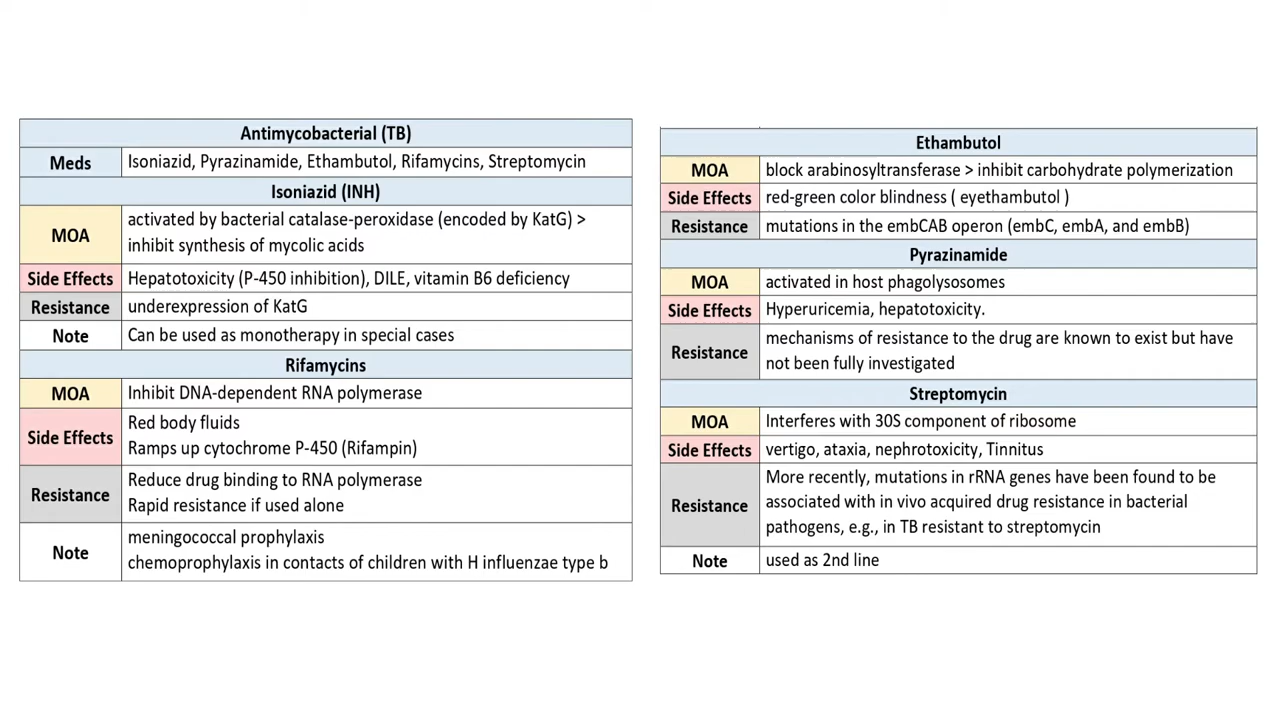 Antimycobacterial (TB)
Meds
Isoniazid, Pyrazinamide, Ethambutol, Rifamycins, Streptomycin
Isoniazid (INH)
MOA
activated by bacterial catalase-peroxidase (encoded by KatG) >
inhibit synthesis of mycolic acids
Side Effects
Hepatotoxicity (P-450 inhibition), DILE, vitamin B6 deficiency
Resistance
underexpression of KatG
Note
Can be used as monotherapy in special cases
Rifamycins
MOA
Inhibit DNA-dependent RNA polymerase
Side Effects
Red body fluids
Ramps up cytochrome P-450 (Rifampin)
Resistance
Reduce drug binding to RNA polymerase
Rapid resistance if used alone
Note
meningococcal prophylaxis
chemoprophylaxis in contacts of children with H influenzae type b
Ethambutol
MOA
block arabinosyltransferase > inhibit carbohydrate polymerization
Side Effects
red-green color blindness ( eyethambutol )
Resistance
mutations in the embCAB operon (embC, embA, and embB)
Pyrazinamide
MOA
activated in host phagolysosomes
Side Effects
Hyperuricemia, hepatotoxicity.
Resistance
mechanisms of resistance to the drug are known to exist but have
not been fully investigated
Streptomycin
MOA
Interferes with 30S component of ribosome
Side Effects
vertigo, ataxia, nephrotoxicity, Tinnitus
Resistance
More recently, mutations in rRNA genes have been found to be
associated with in vivo acquired drug resistance in bacterial
pathogens, e.g., in TB resistant to streptomycin
Note
used as 2nd line